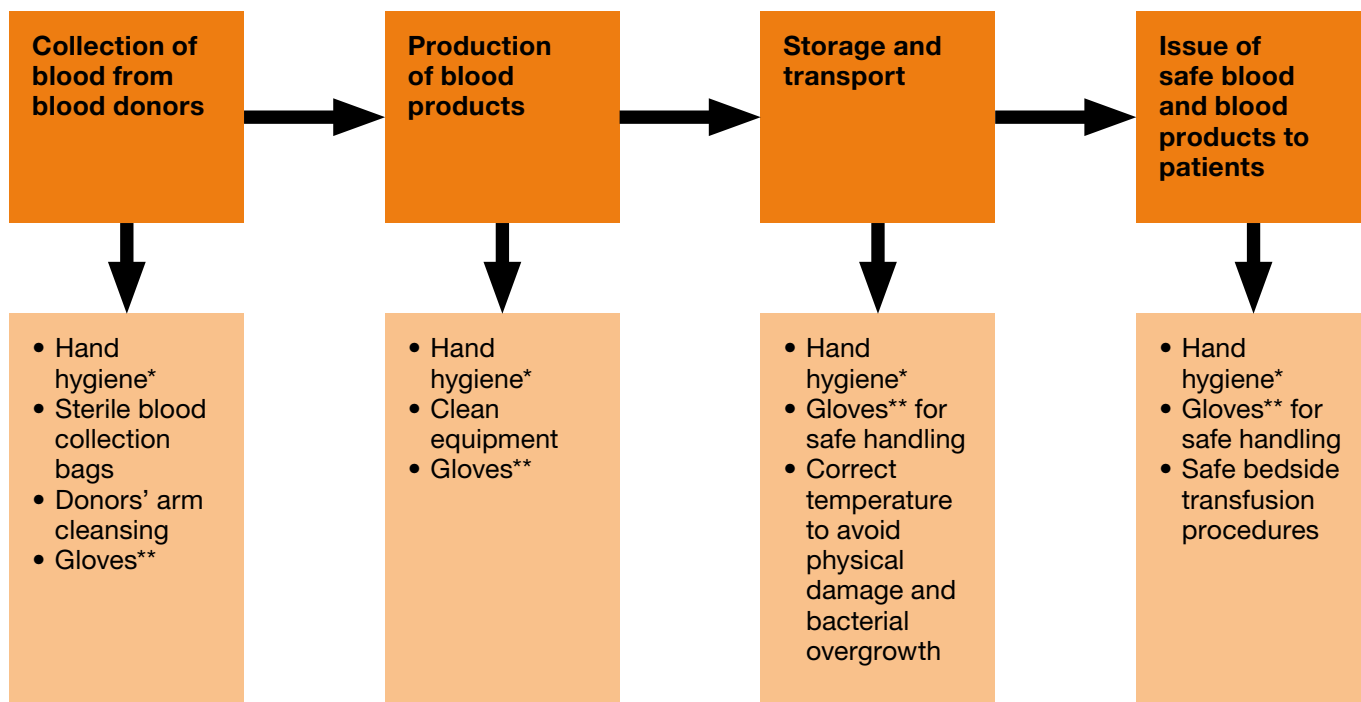 Collection of
blood from
blood donors
Production
of blood
products
Storage and
transport
Issue of
safe blood
and blood
products to
patients
• Hand
hygiene*
• Sterile blood
collection
bags
• Donors’ arm
cleansing
• Gloves**
• Hand
hygiene*
• Clean
equipment
• Gloves**
• Hand
hygiene*
• Gloves** for
safe handling
• Correct
temperature
to avoid
physical
damage and
bacterial
overgrowth
• Hand
hygiene*
• Gloves** for
safe handling
• Safe bedside
transfusion
procedures